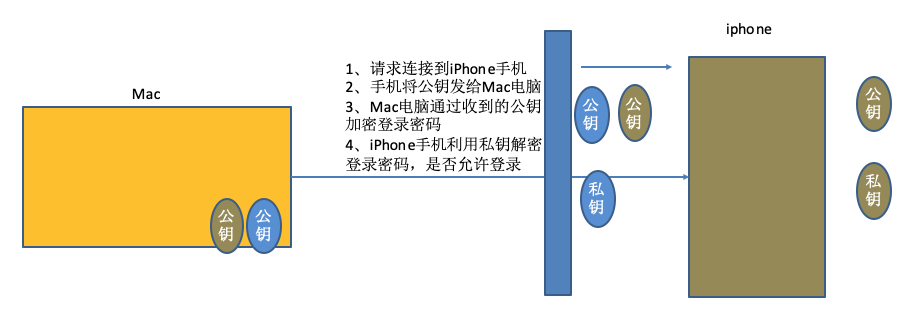 iphone
Mac
1、请求连接到iPhone手机
2、手机将公钥发给Mac电脑
3、Mac电脑通过收到的公钥
加密登录密码
4、iPhone手机利用私钥解密
登录密码，是否允许登录
公
钥
公
钥
公
钥
私
钥
私
钥
公
钥
公
钥